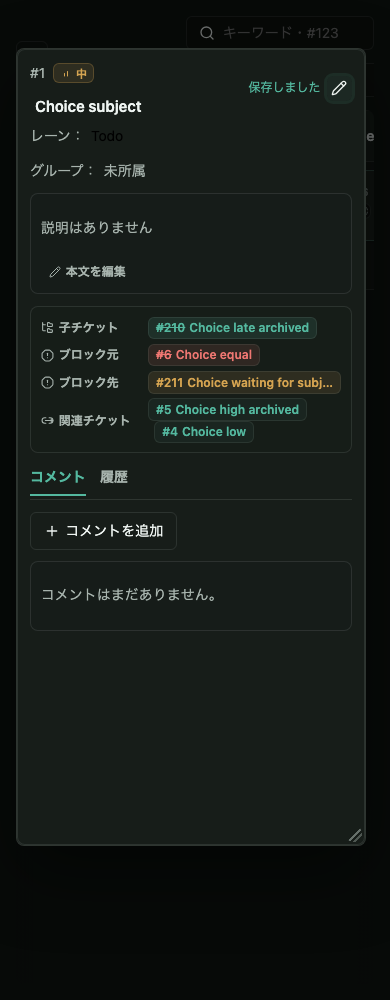 キーワード・#123
#1 中
保存しました
Choice subject
レーン： Todo
グループ： 未所属
説明はありません
本文を編集
子チケット #210 Choice late archived
ブロック元 #6 Choice equal
ブロック先 #211 Choice waiting for subj...
関連チケット #5 Choice high archived
#4 Choice low
コメント 履歴
コメントを追加
コメントはまだありません。